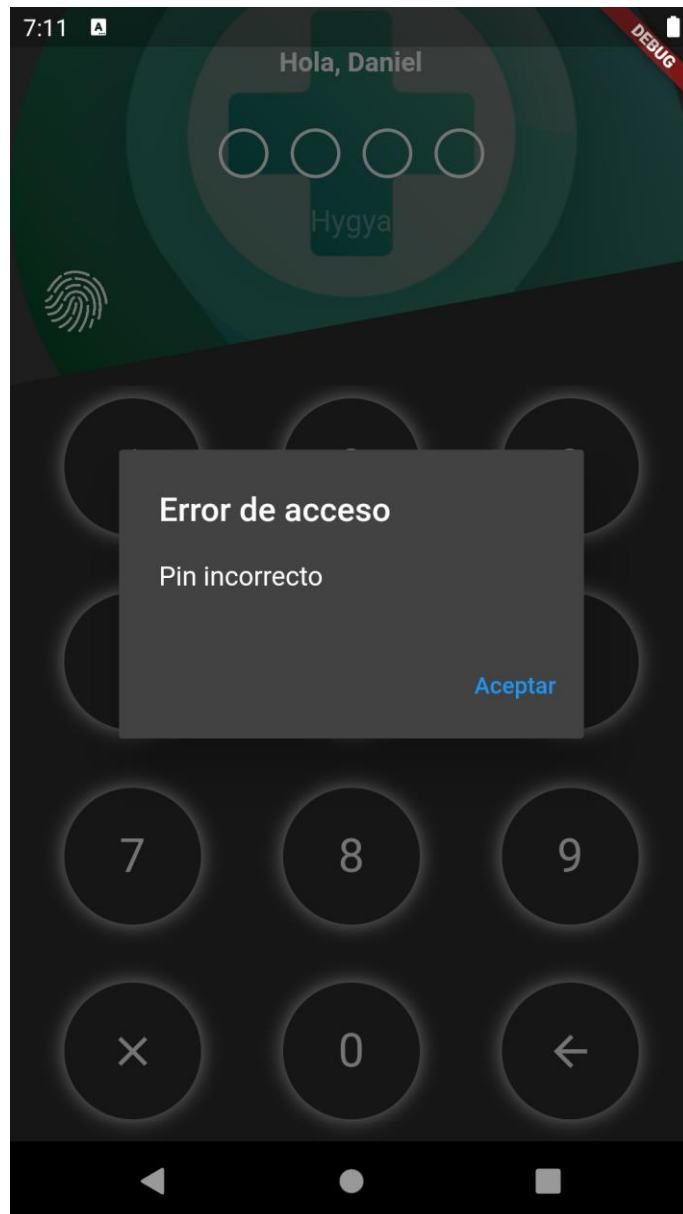 7:11
DEBUG
Hola, Daniel
Hygya
Error de acceso
Pin incorrecto
Aceptar
7 8 9
0